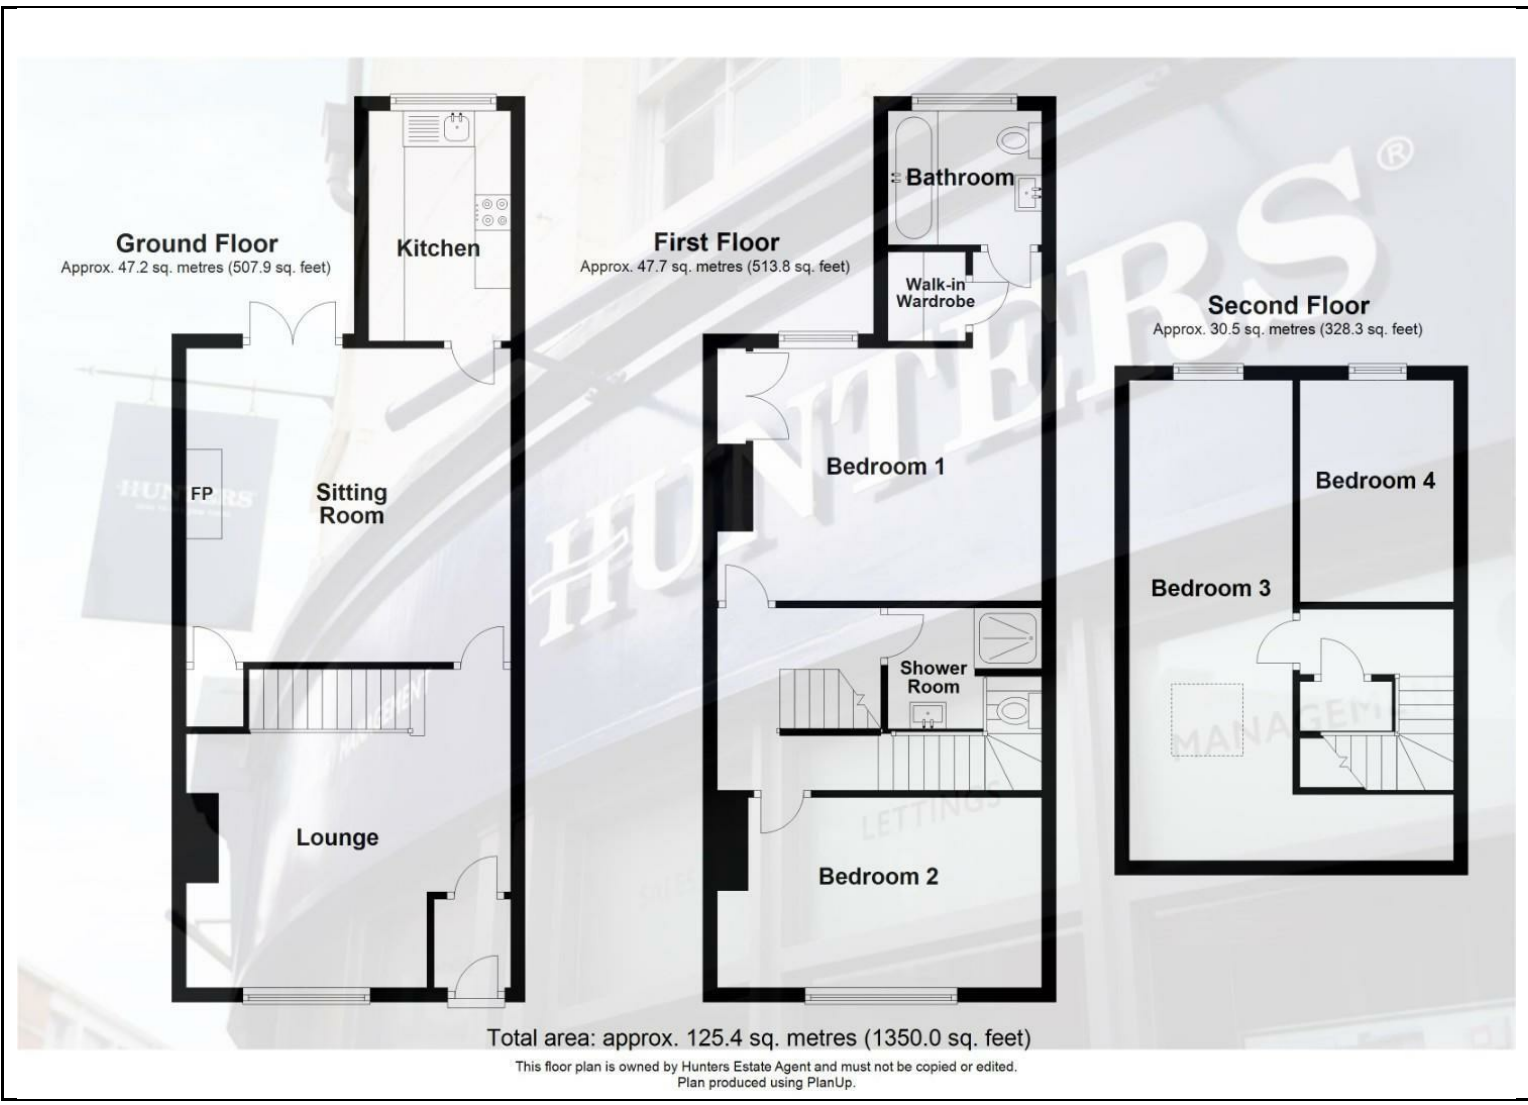 Ground Floor
Approx. 47.2 sq. metres (507.9 sq. feet)
Kitchen
FP
Sitting
Room
Lounge
First Floor
Approx. 47.7 sq. metres (513.8 sq. feet)
Bathroom
Walk-in
Wardrobe
Bedroom 1
Shower
Room
Bedroom 2
Second Floor
Approx. 30.5 sq. metres (328.3 sq. feet)
Bedroom 3
Bedroom 4
HUNTERS®
HUNTERS
MANAGEMENT
LETTINGS
SALES
Total area: approx. 125.4 sq. metres (1350.0 sq. feet)
This floor plan is owned by Hunters Estate Agent and must not be copied or edited.
Plan produced using PlanUp.